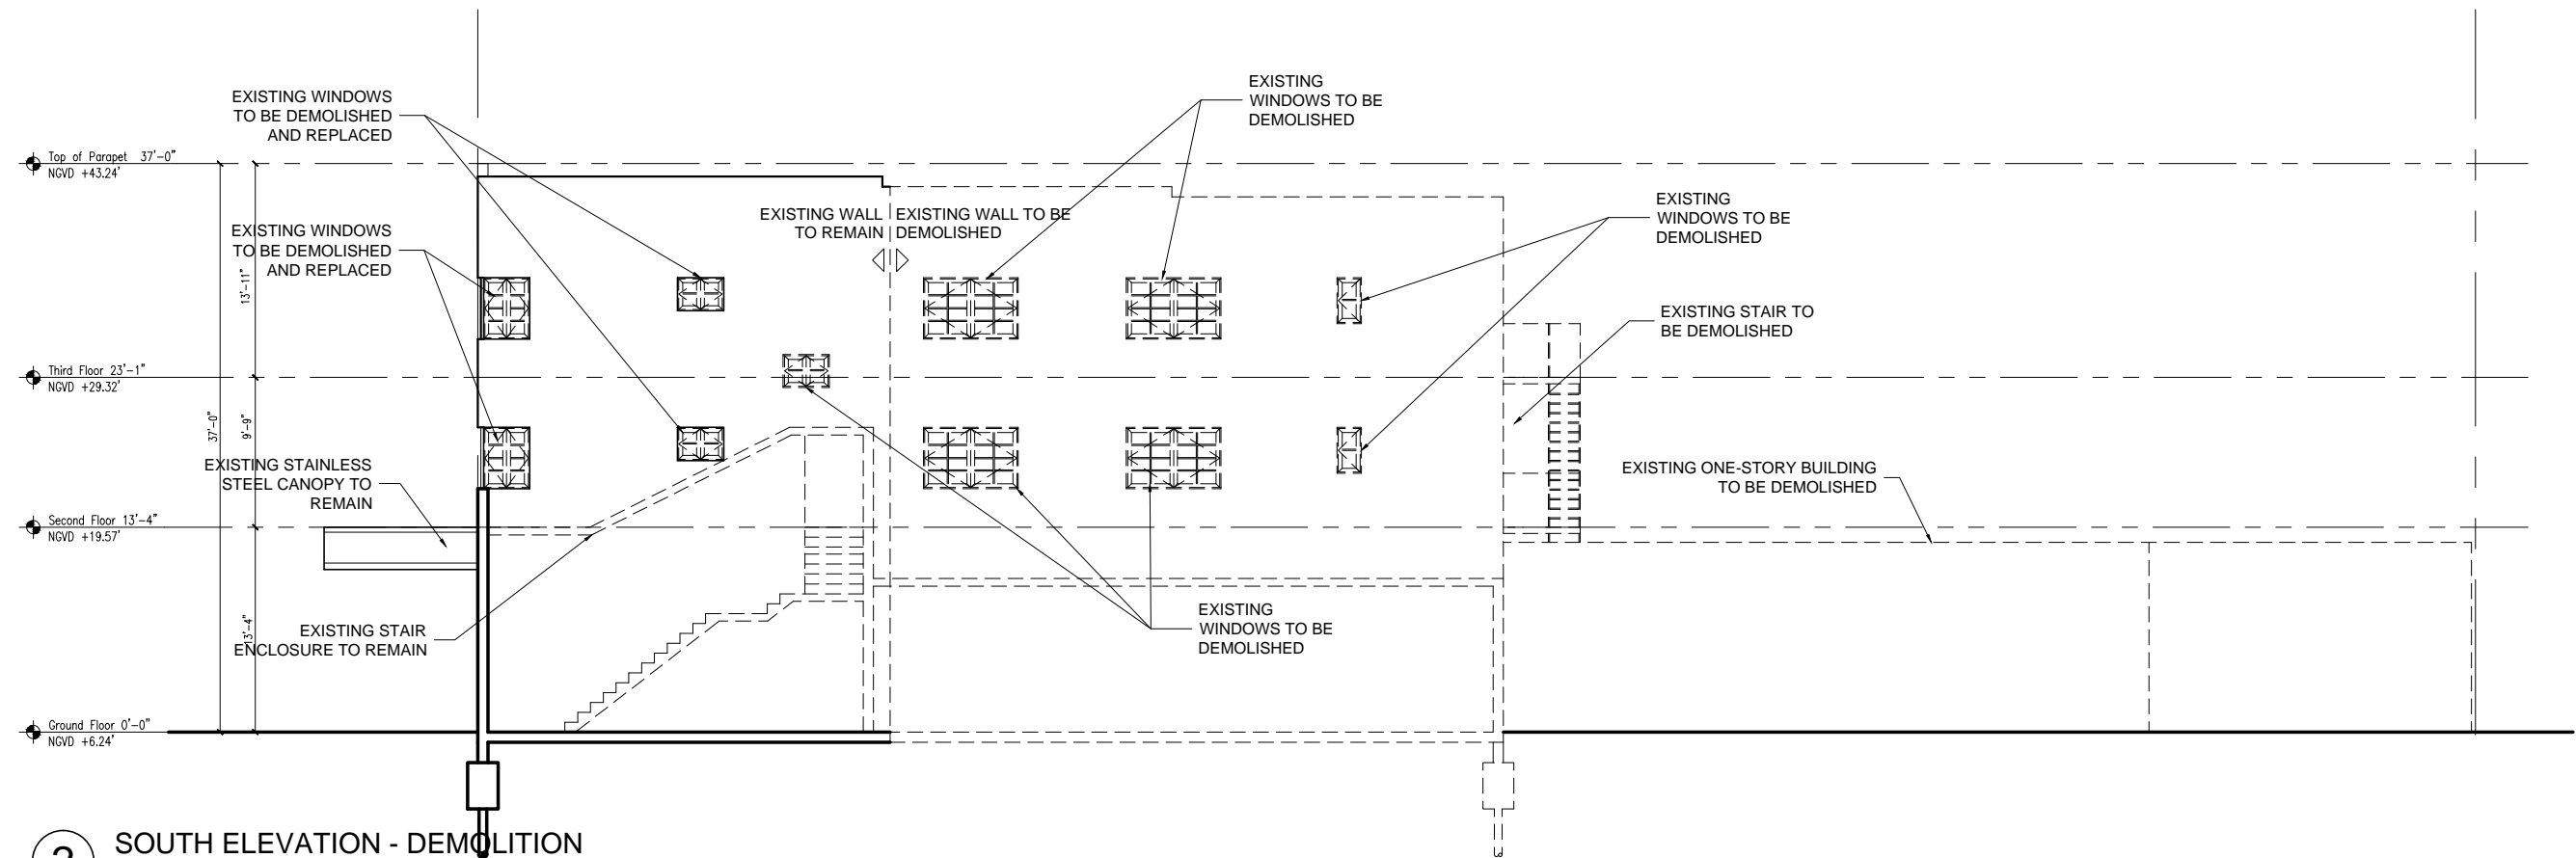 EXISTING
WINDOWS TO BE
DEMOLISHED
EXISTING WINDOWS
TO BE DEMOLISHED
AND REPLACED
Top of Parapet 37'-0"
NGVD +43.24'
EXISTING WALL
TO REMAIN
EXISTING WALL TO BE
DEMOLISHED
EXISTING
WINDOWS TO BE
DEMOLISHED
EXISTING WINDOWS
TO BE DEMOLISHED
AND REPLACED
13'-11"
EXISTING STAIR TO
BE DEMOLISHED
Third Floor 23'-1"
NGVD +29.32'
37'-0"
9'-9"
EXISTING STAINLESS
STEEL CANOPY TO
REMAIN
EXISTING ONE-STORY BUILDING
TO BE DEMOLISHED
Second Floor 13'-4"
NGVD +19.57'
13'-4"
EXISTING STAIR
ENCLOSURE TO REMAIN
EXISTING
WINDOWS TO BE
DEMOLISHED
Ground Floor 0'-0"
NGVD +6.24'
SOUTH ELEVATION - DEMOLITION